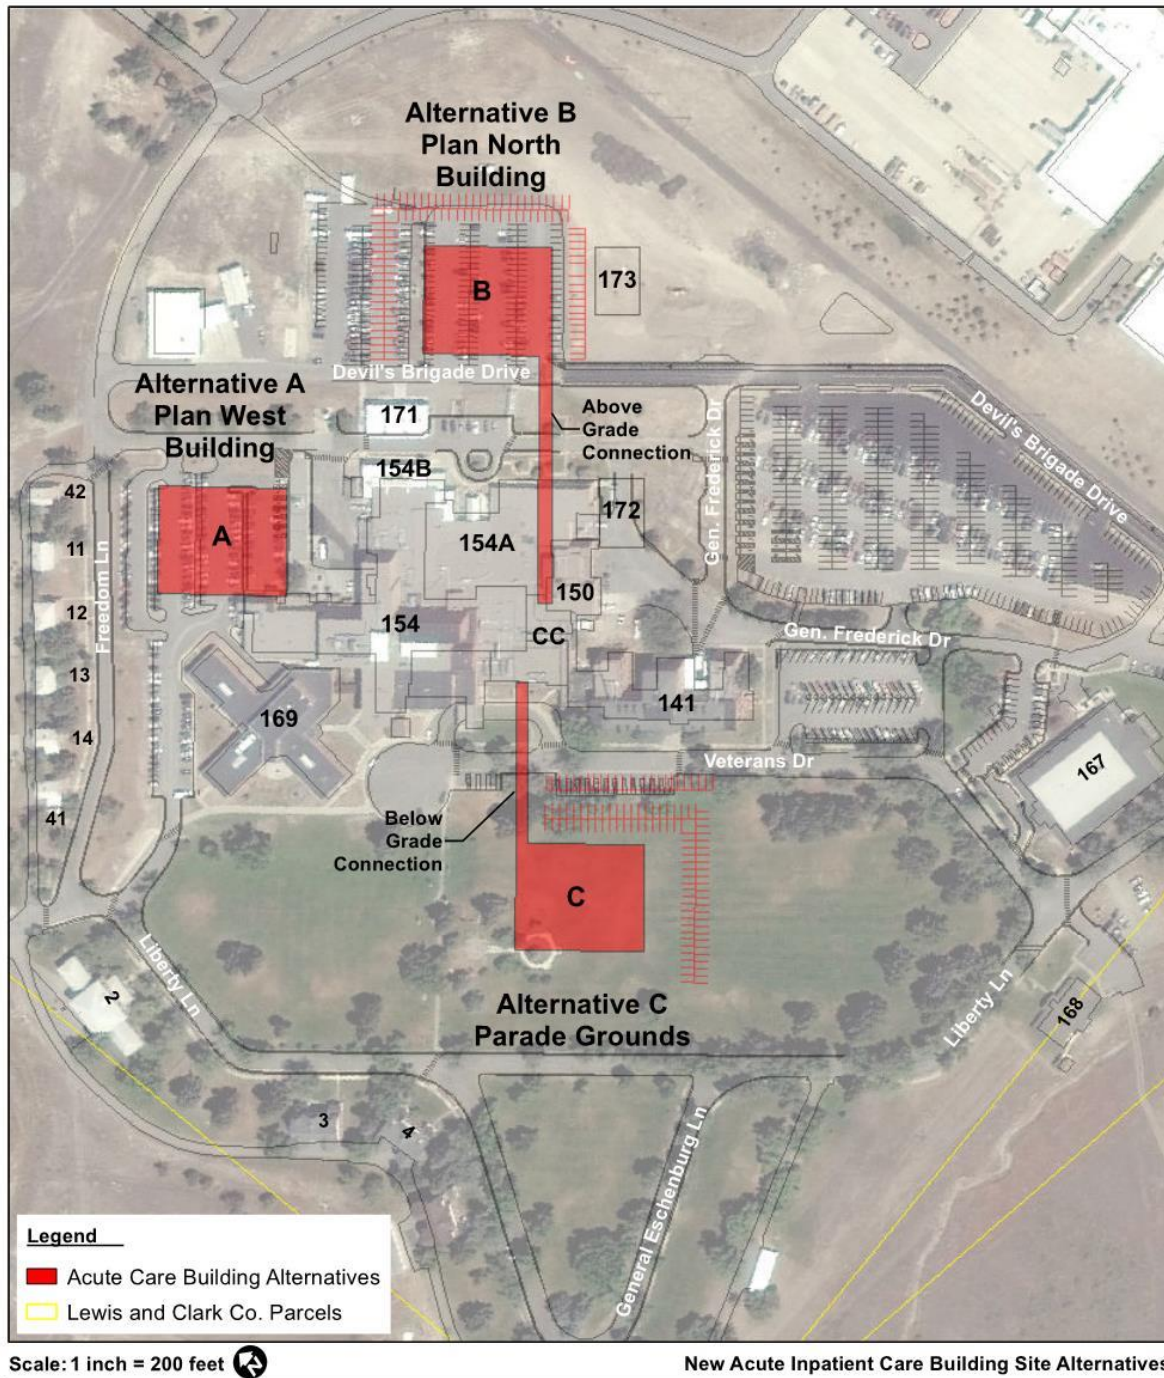 Alternative B
Plan North
Building
B
173
Devil's Brigade Drive
Alternative A
Plan West
Building
171
Above
Grade
Connection
Gen. Frederick Dr
Devil's Brigade Drive
154B
42
172
A
154A
11
Freedom Ln
150
12
154
CC
Gen. Frederick Dr
13
141
169
14
Veterans Dr
167
41
Below
Grade
Connection
C
Liberty Ln
2
Alternative C
Parade Grounds
Liberty Ln
168
3
4
General Eschenburg Ln
Legend
Acute Care Building Alternatives
Lewis and Clark Co. Parcels
Scale: 1 inch = 200 feet
New Acute Inpatient Care Building Site Alternatives